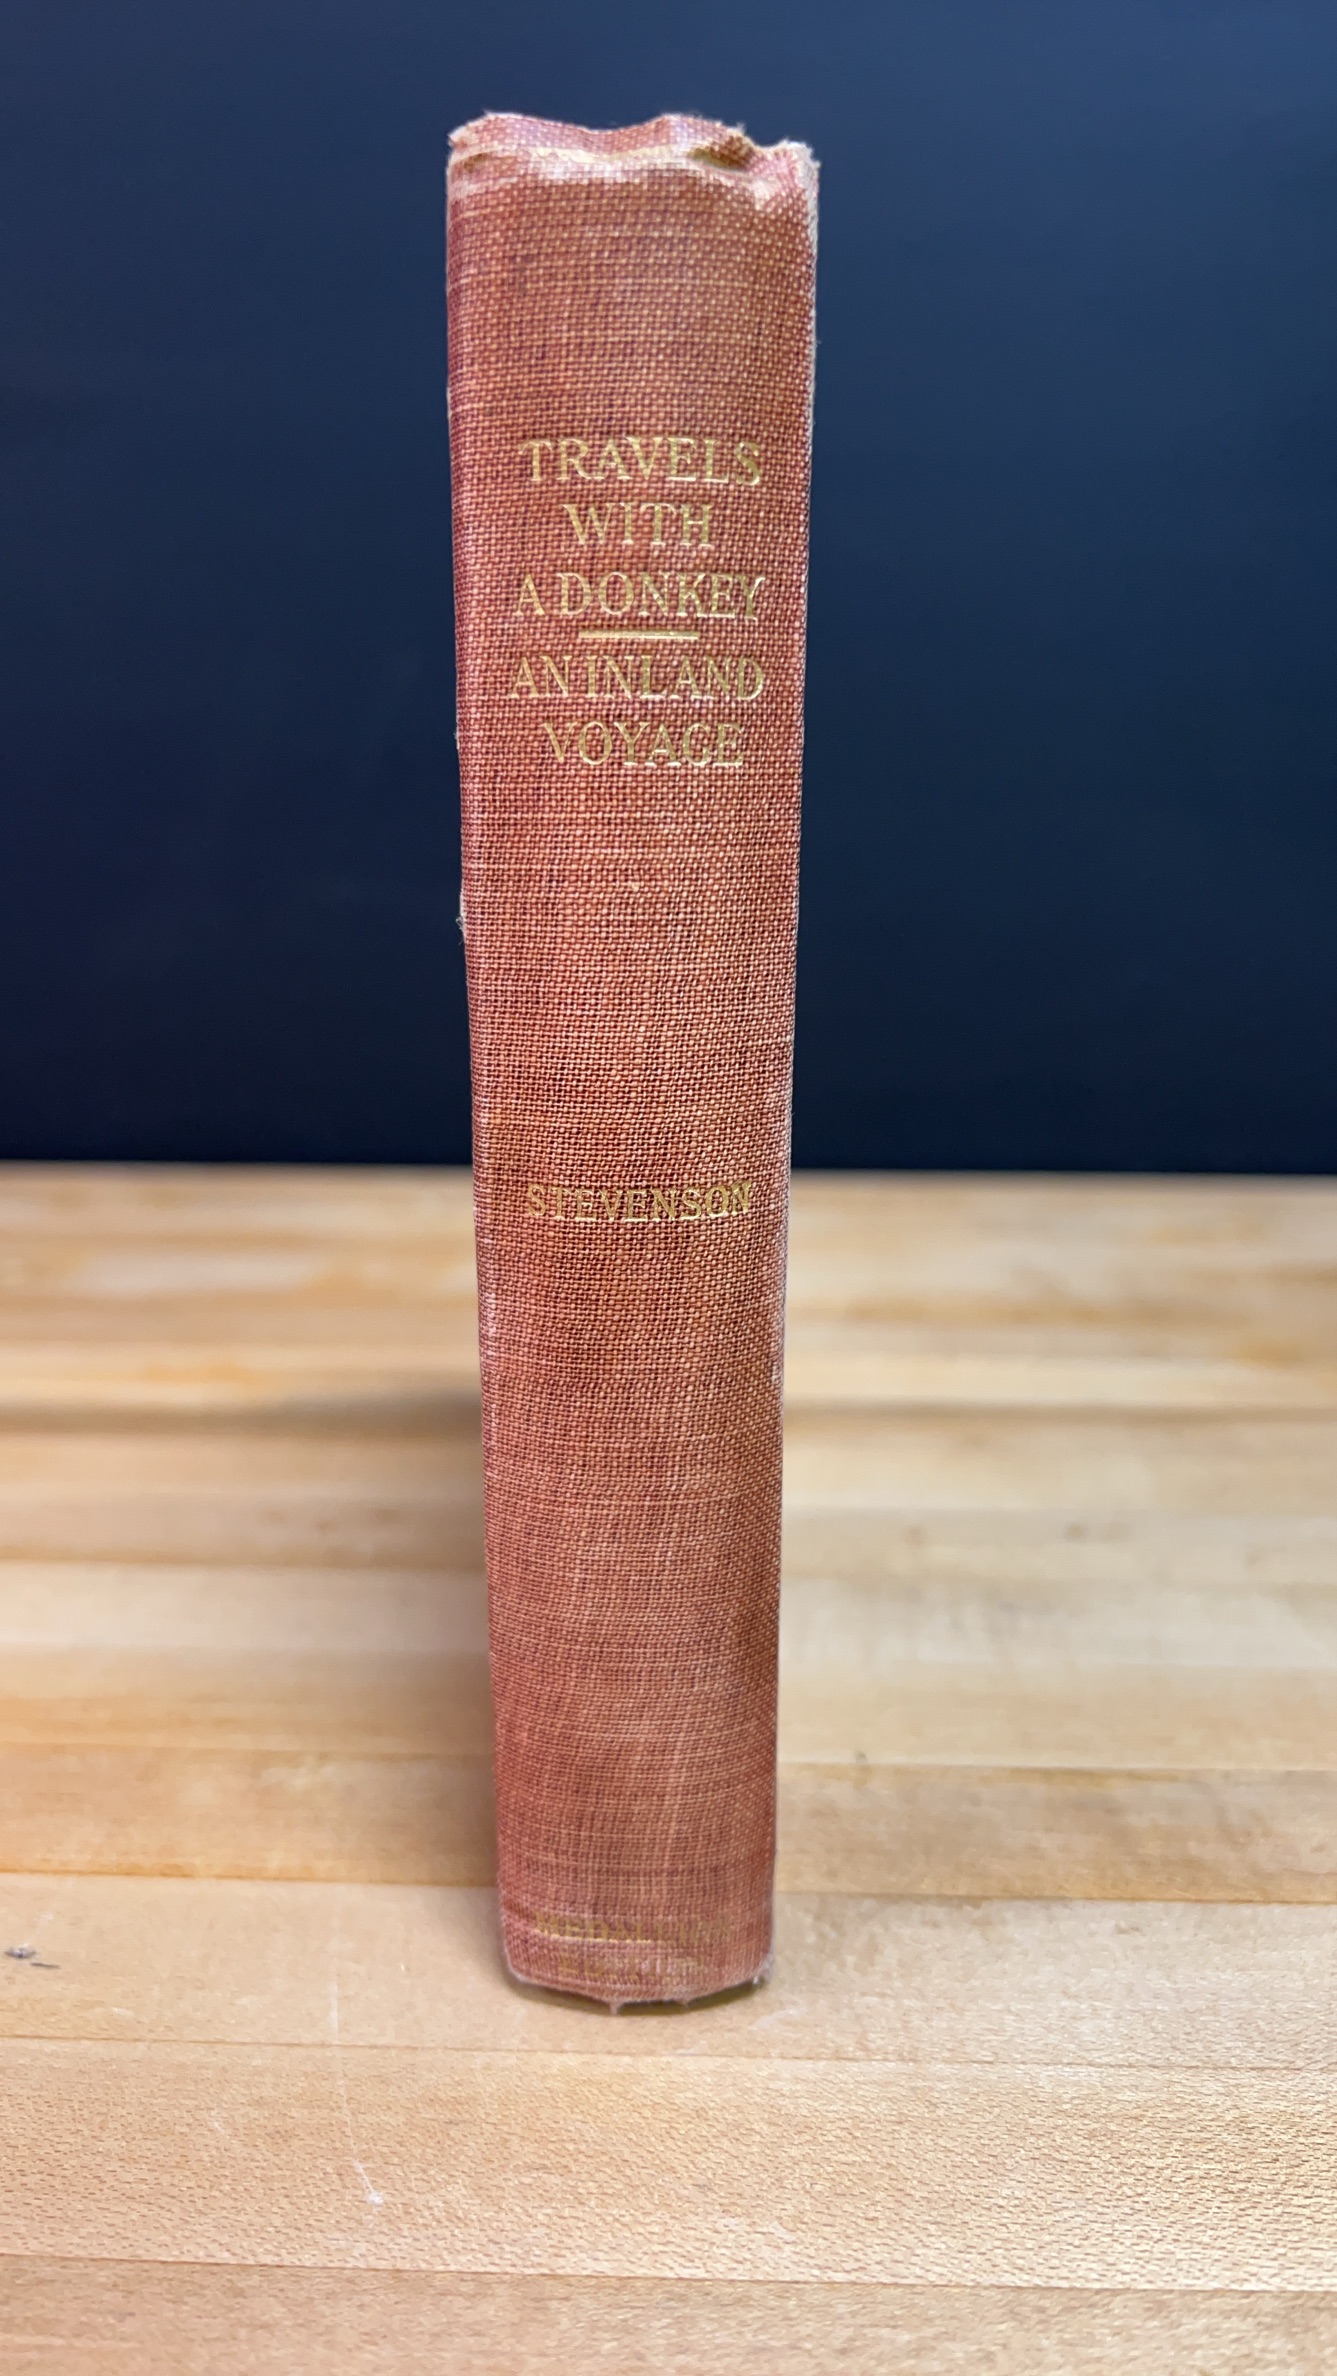 TRAVELS
WITH
A DONKEY
AN INLAND
VOYAGE
STEVENSON